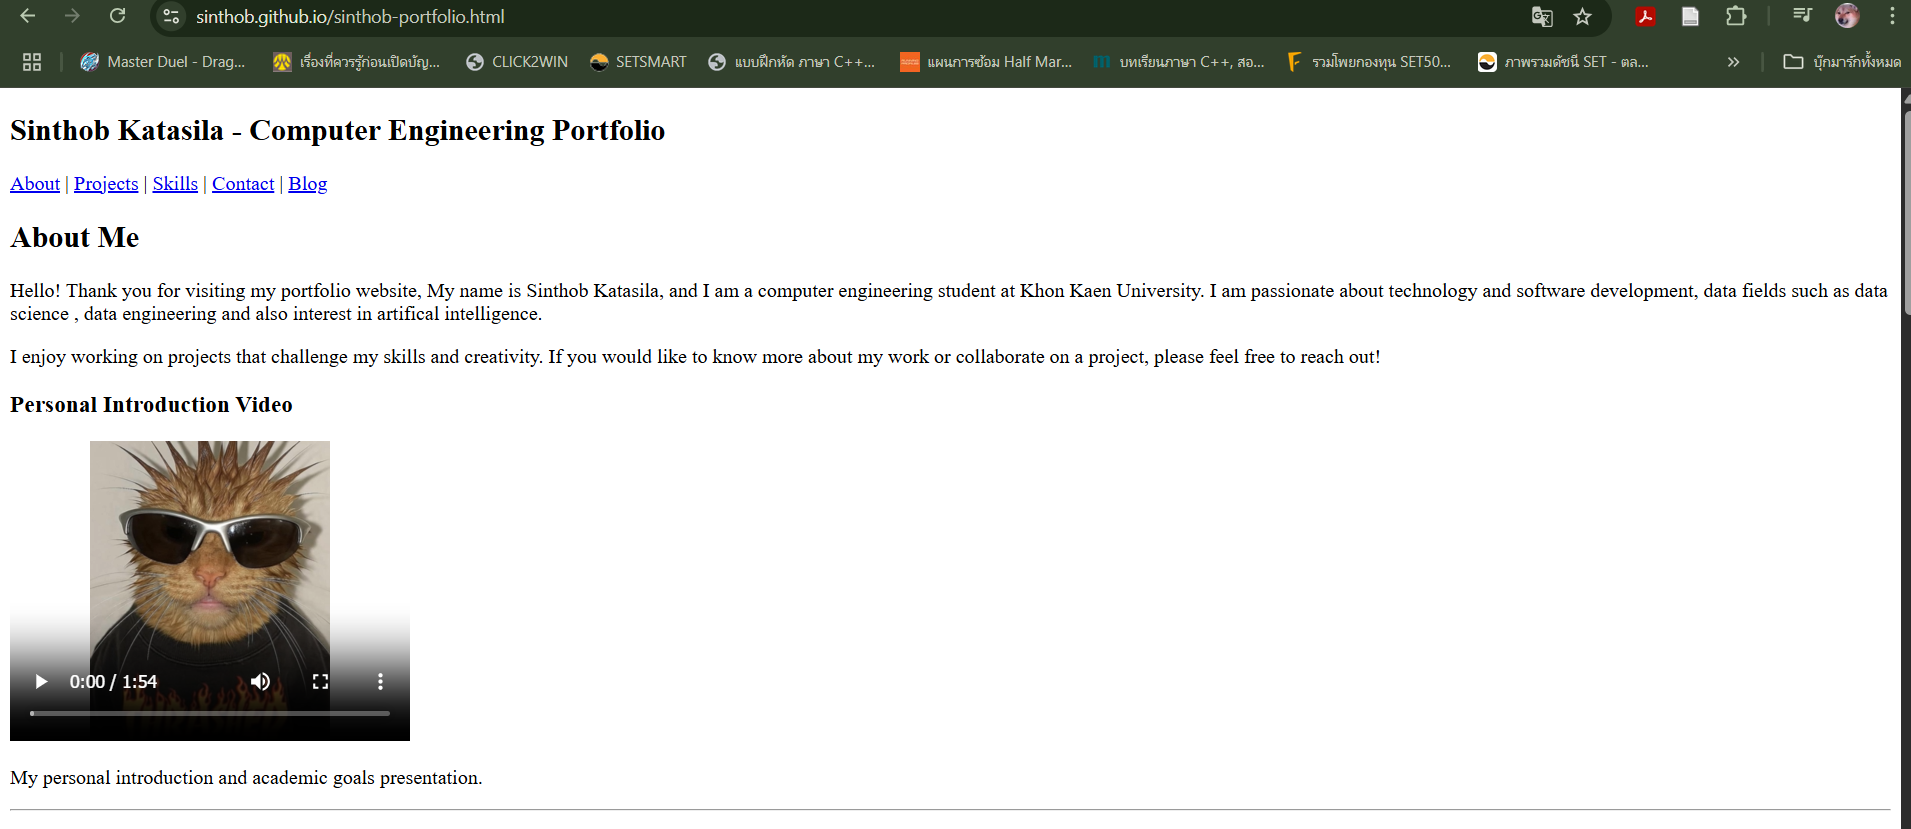 sinthob.github.io/sinthob-portfolio.html
Master Duel - Drag... เรื่องที่ควรรู้ก่อนเปิดบัญ... CLICK2WIN SETSMART แบบฝึกหัด ภาษา C++... แผนการซ้อม Half Mar... บทเรียนภาษา C++, สอ... รวมโพยกองทุน SET50... ภาพรวมดัชนี SET - ตล... บุ๊กมาร์กทั้งหมด
Sinthob Katasila - Computer Engineering Portfolio
About | Projects | Skills | Contact | Blog
About Me
Hello! Thank you for visiting my portfolio website, My name is Sinthob Katasila, and I am a computer engineering student at Khon Kaen University. I am passionate about technology and software development, data fields such as data
science , data engineering and also interest in artifical intelligence.
I enjoy working on projects that challenge my skills and creativity. If you would like to know more about my work or collaborate on a project, please feel free to reach out!
Personal Introduction Video
0:00 / 1:54
My personal introduction and academic goals presentation.